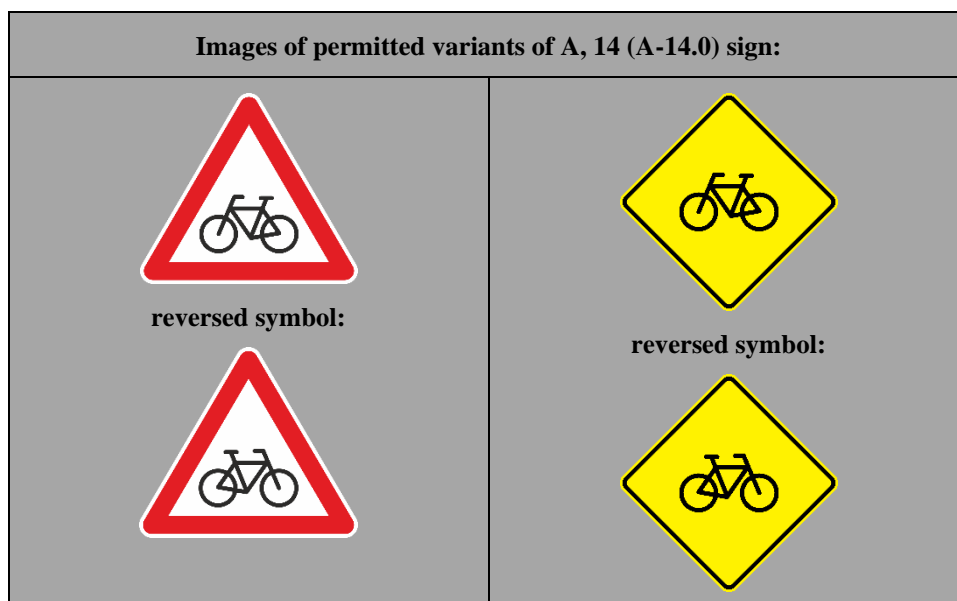 Images of permitted variants of A, 14 (A-14.0) sign:
reversed symbol:
reversed symbol: